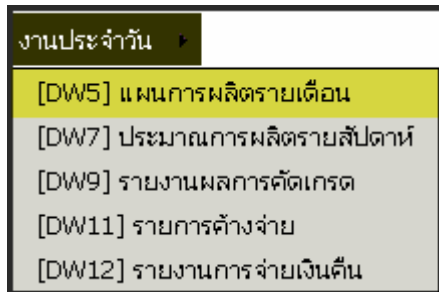 งานประจำวัน
[DW5] แผนการผลิตรายเดือน
[DW7] ประมาณการผลิตรายสัปดาห์
[DW9] รายงานผลการคัดเกรด
[DW11] รายการค้างจ่าย
[DW12] รายงานการจ่ายเงินคืน